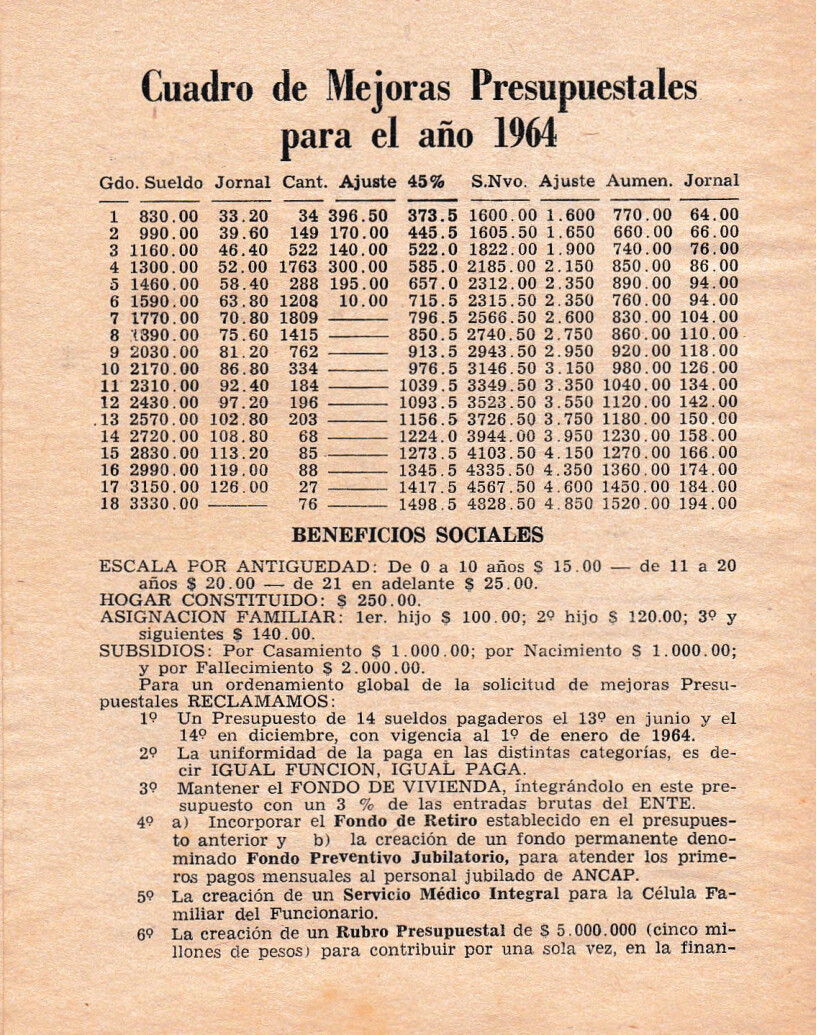 Cuadro de Mejoras Presupuestales
para el año 1964
Gdo. Sueldo Jornal Cant. Ajuste 45% S.Nvo. Ajuste Aumen. Jornal
1 830.00 33.20 34 396.50 373.5 1600.00 1.600 770.00 64.00
2 990.00 39.60 149 170.00 445.5 1605.50 1.650 660.00 66.00
3 1160.00 46.40 522 140.00 522.0 1822.00 1.900 740.00 76.00
4 1300.00 52.00 1763 300.00 585.0 2185.00 2.150 850.00 86.00
5 1460.00 58.40 288 195.00 657.0 2312.00 2.350 890.00 94.00
6 1590.00 63.80 1208 10.00 715.5 2315.50 2.350 760.00 94.00
7 1770.00 70.80 1809 ——— 796.5 2566.50 2.600 830.00 104.00
8 1890.00 75.60 1415 ——— 850.5 2740.50 2.750 860.00 110.00
9 2030.00 81.20 762 ——— 913.5 2943.50 2.950 920.00 118.00
10 2170.00 86.80 334 ——— 976.5 3146.50 3.150 980.00 126.00
11 2310.00 92.40 184 ——— 1039.5 3349.50 3.350 1040.00 134.00
12 2430.00 97.20 196 ——— 1093.5 3523.50 3.550 1120.00 142.00
13 2570.00 102.80 203 ——— 1156.5 3726.50 3.750 1180.00 150.00
14 2720.00 108.80 68 ——— 1224.0 3944.00 3.950 1230.00 158.00
15 2830.00 113.20 85 ——— 1273.5 4103.50 4.150 1270.00 166.00
16 2990.00 119.00 88 ——— 1345.5 4335.50 4.350 1360.00 174.00
17 3150.00 126.00 27 ——— 1417.5 4567.50 4.600 1450.00 184.00
18 3330.00 ——— 76 ——— 1498.5 4828.50 4.850 1520.00 194.00
BENEFICIOS SOCIALES
ESCALA POR ANTIGUEDAD: De 0 a 10 años $ 15.00 — de 11 a 20
años $ 20.00 — de 21 en adelante $ 25.00.
HOGAR CONSTITUIDO: $ 250.00.
ASIGNACION FAMILIAR: 1er. hijo $ 100.00; 2º hijo $ 120.00; 3º y
siguientes $ 140.00.
SUBSIDIOS: Por Casamiento $ 1.000.00; por Nacimiento $ 1.000.00;
y por Fallecimiento $ 2.000.00.
Para un ordenamiento global de la solicitud de mejoras Presu-
puestales RECLAMAMOS:
1º Un Presupuesto de 14 sueldos pagaderos el 13º en junio y el
14º en diciembre, con vigencia al 1º de enero de 1964.
2º La uniformidad de la paga en las distintas categorías, es de-
cir IGUAL FUNCION, IGUAL PAGA.
3º Mantener el FONDO DE VIVIENDA, íntegrándolo en este pre-
supuesto con un 3 % de las entradas brutas del ENTE.
4º a) Incorporar el Fondo de Retiro establecido en el presupues-
to anterior y b) la creación de un fondo permanente deno-
minado Fondo Preventivo Jubilatorio, para atender los prime-
ros pagos mensuales al personal jubilado de ANCAP.
5º La creación de un Servicio Médico Integral para la Célula Fa-
miliar del Funcionario.
6º La creación de un Rubro Presupuestal de $ 5.000.000 (cinco mi-
llones de pesos) para contribuir por una sola vez, en la finan-